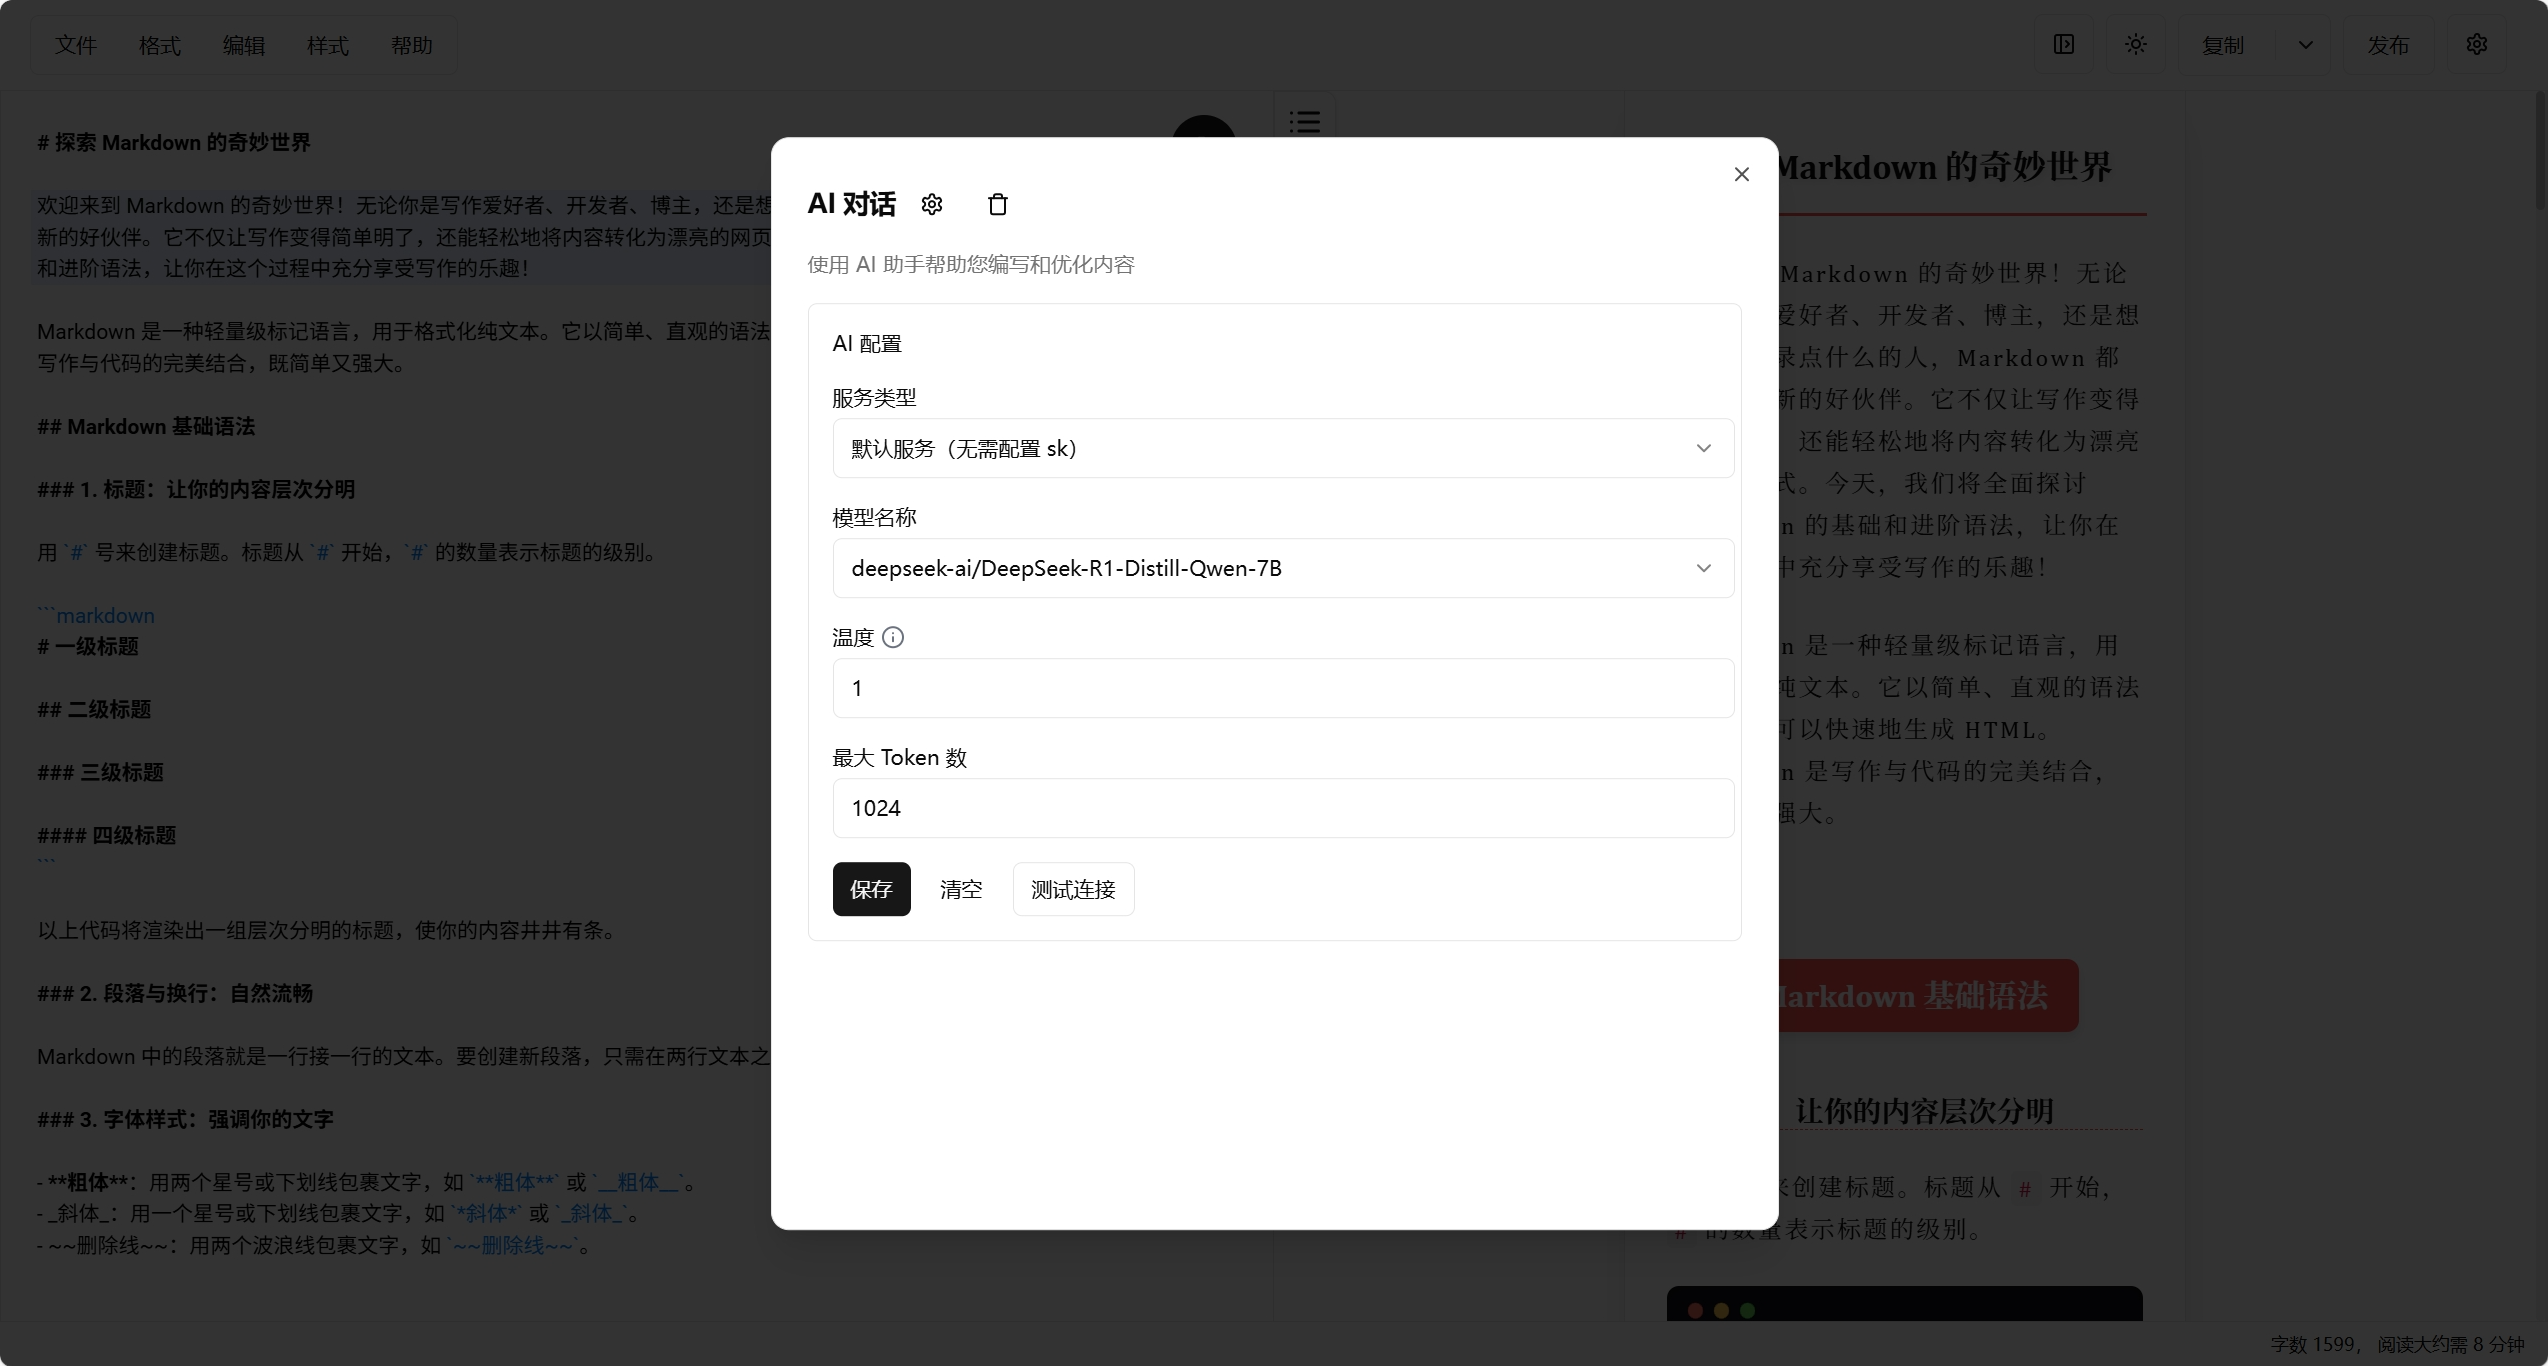 文件 格式 编辑 样式 帮助
复制 发布
# 探索 Markdown 的奇妙世界
欢迎来到 Markdown 的奇妙世界！无论你是写作爱好者、开发者、博主，还是想
新的好伙伴。它不仅让写作变得简单明了，还能轻松地将内容转化为漂亮的网页
和进阶语法，让你在这个过程中充分享受写作的乐趣！
Markdown 是一种轻量级标记语言，用于格式化纯文本。它以简单、直观的语法
写作与代码的完美结合，既简单又强大。
## Markdown 基础语法
### 1. 标题：让你的内容层次分明
用 `#` 号来创建标题。标题从 `#` 开始，`#` 的数量表示标题的级别。
```markdown
# 一级标题
## 二级标题
### 三级标题
#### 四级标题
```
以上代码将渲染出一组层次分明的标题，使你的内容井井有条。
### 2. 段落与换行：自然流畅
Markdown 中的段落就是一行接一行的文本。要创建新段落，只需在两行文本之
### 3. 字体样式：强调你的文字
- **粗体**：用两个星号或下划线包裹文字，如 `**粗体**` 或 `__粗体__`。
- _斜体_：用一个星号或下划线包裹文字，如 `*斜体*` 或 `_斜体_`。
- ~~删除线~~：用两个波浪线包裹文字，如 `~~删除线~~`。
AI 对话
使用 AI 助手帮助您编写和优化内容
AI 配置
服务类型
默认服务（无需配置 sk）
模型名称
deepseek-ai/DeepSeek-R1-Distill-Qwen-7B
温度
1
最大 Token 数
1024
保存 清空 测试连接
Markdown 的奇妙世界
Markdown 的奇妙世界！无论
爱好者、开发者、博主，还是想
录点什么的人，Markdown 都
新的好伙伴。它不仅让写作变得
，还能轻松地将内容转化为漂亮
式。今天，我们将全面探讨
n 的基础和进阶语法，让你在
中充分享受写作的乐趣！
n 是一种轻量级标记语言，用
纯文本。它以简单、直观的语法
可以快速地生成 HTML。
n 是写作与代码的完美结合，
强大。
Markdown 基础语法
让你的内容层次分明
来创建标题。标题从 # 开始，
# 的数量表示标题的级别。
字数 1599， 阅读大约需 8 分钟